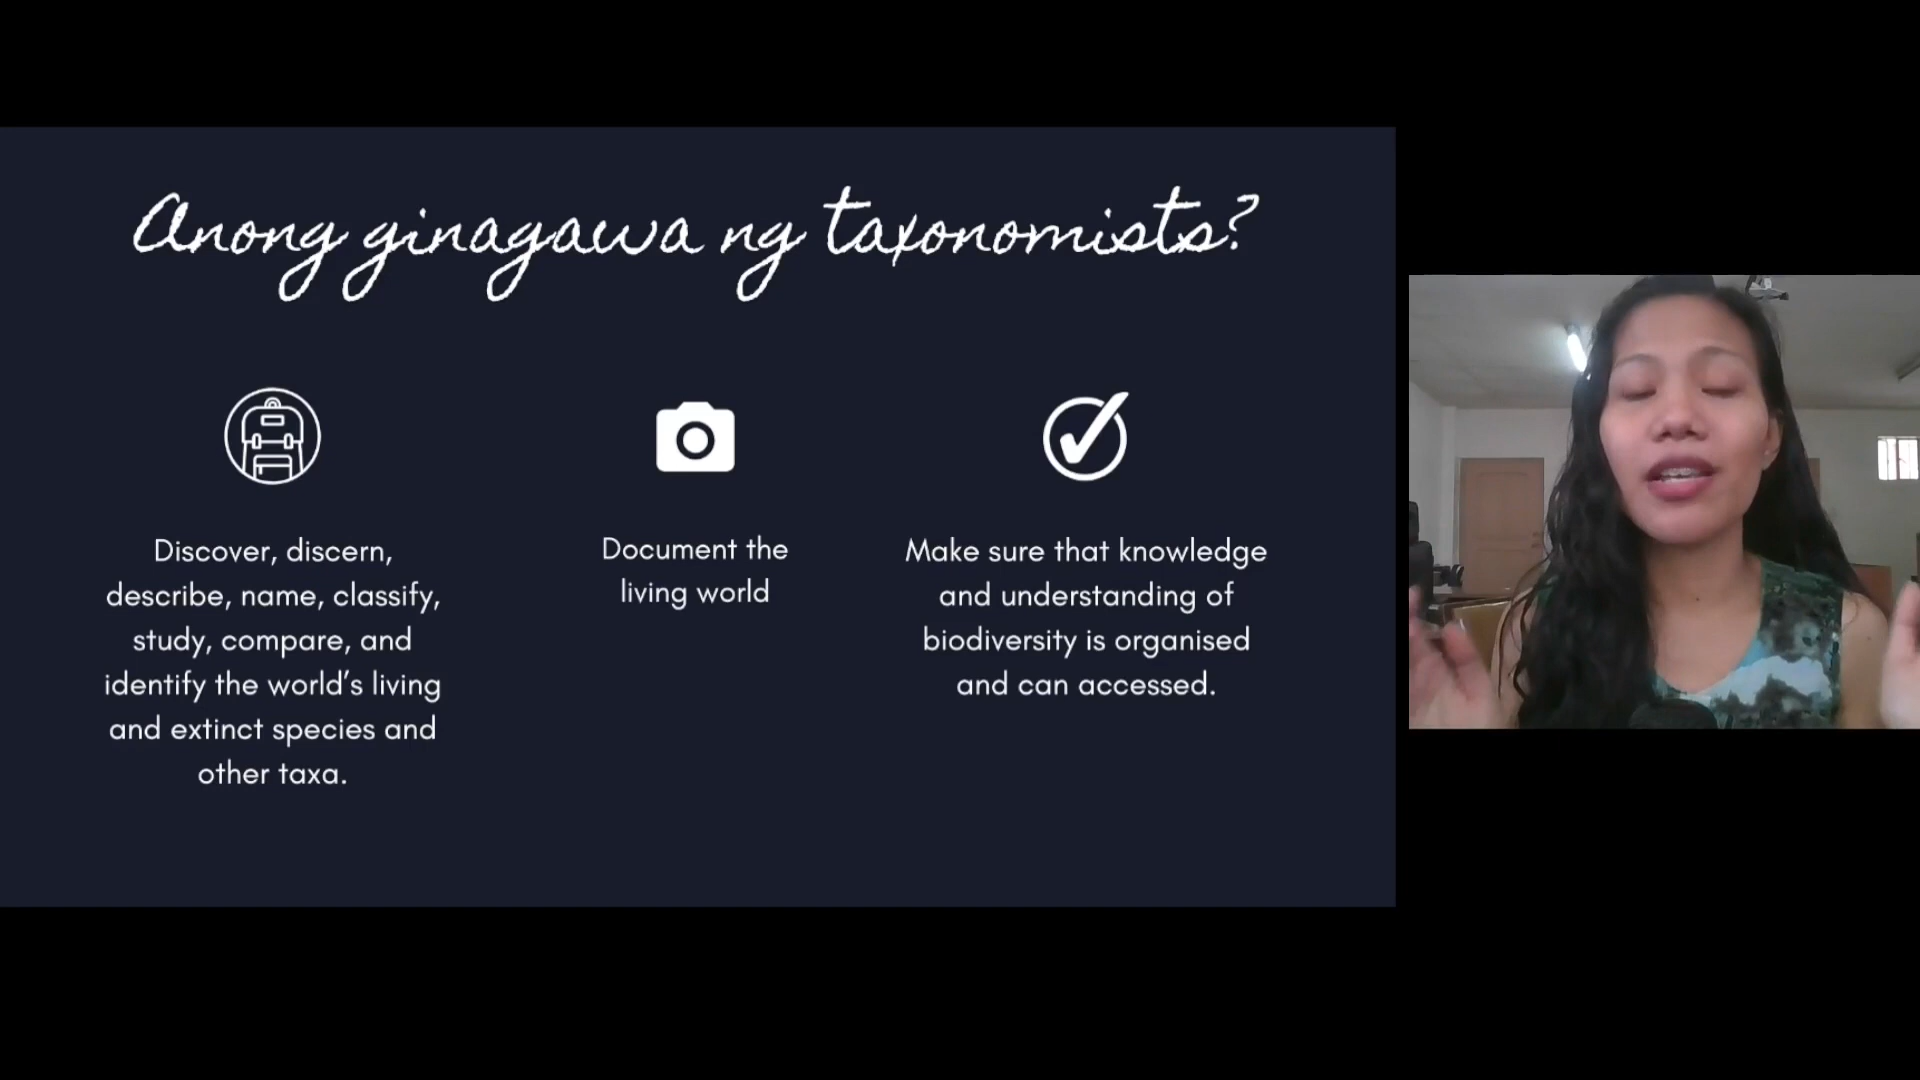 Anong ginagawa ng taxonomists?
Discover, discern,
describe, name, classify,
study, compare, and
identify the world's living
and extinct species and
other taxa.
Document the
living world
Make sure that knowledge
and understanding of
biodiversity is organised
and can accessed.